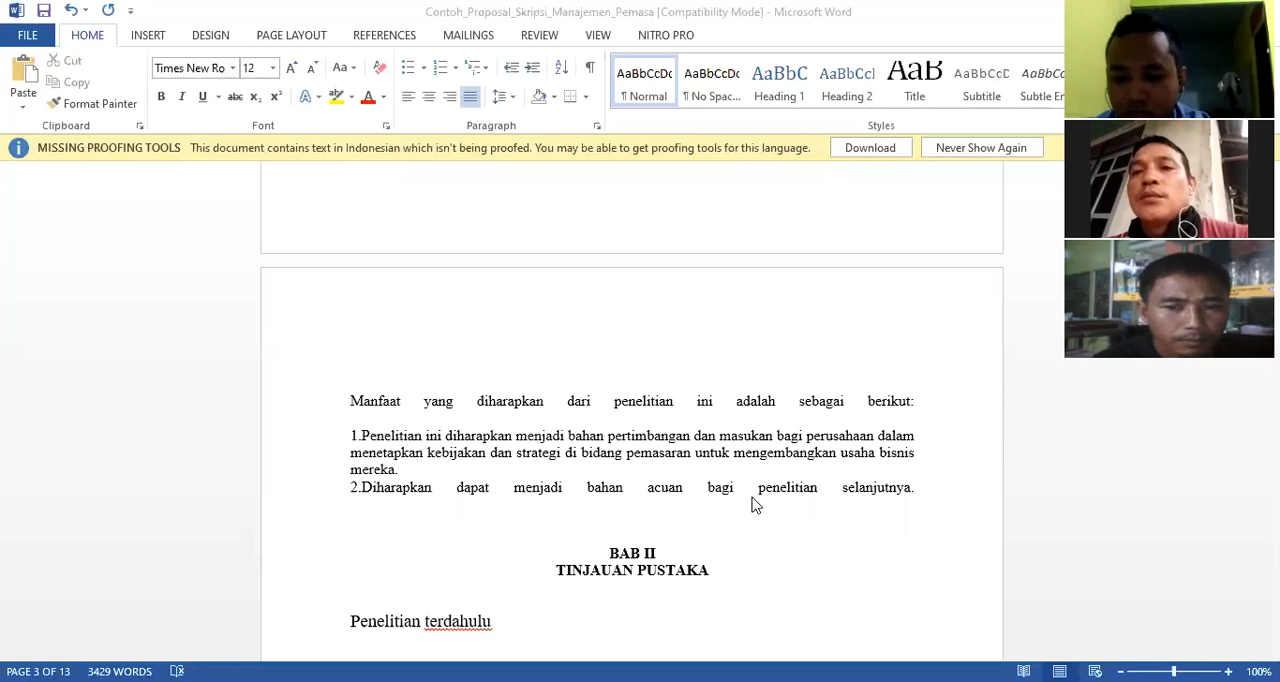 Contoh_Proposal_Skripsi_Manajemen_Pemasa [Compatibility Mode] - Microsoft Word
FILE HOME INSERT DESIGN PAGE LAYOUT REFERENCES MAILINGS REVIEW VIEW NITRO PRO
Paste
Cut
Copy
Format Painter
Clipboard
Times New Ro 12
Font
Paragraph
AaBbCcDc AaBbCcDc AaBbC AaBbCcI AaB AaBbCcD AaBbCcDc
¶ Normal ¶ No Spac... Heading 1 Heading 2 Title Subtitle Subtle Em
Styles
MISSING PROOFING TOOLS This document contains text in Indonesian which isn't being proofed. You may be able to get proofing tools for this language. Download Never Show Again
Manfaat yang diharapkan dari penelitian ini adalah sebagai berikut:
1.Penelitian ini diharapkan menjadi bahan pertimbangan dan masukan bagi perusahaan dalam
menetapkan kebijakan dan strategi di bidang pemasaran untuk mengembangkan usaha bisnis
mereka.
2.Diharapkan dapat menjadi bahan acuan bagi penelitian selanjutnya.
BAB II
TINJAUAN PUSTAKA
Penelitian terdahulu
PAGE 3 OF 13 3429 WORDS 100%